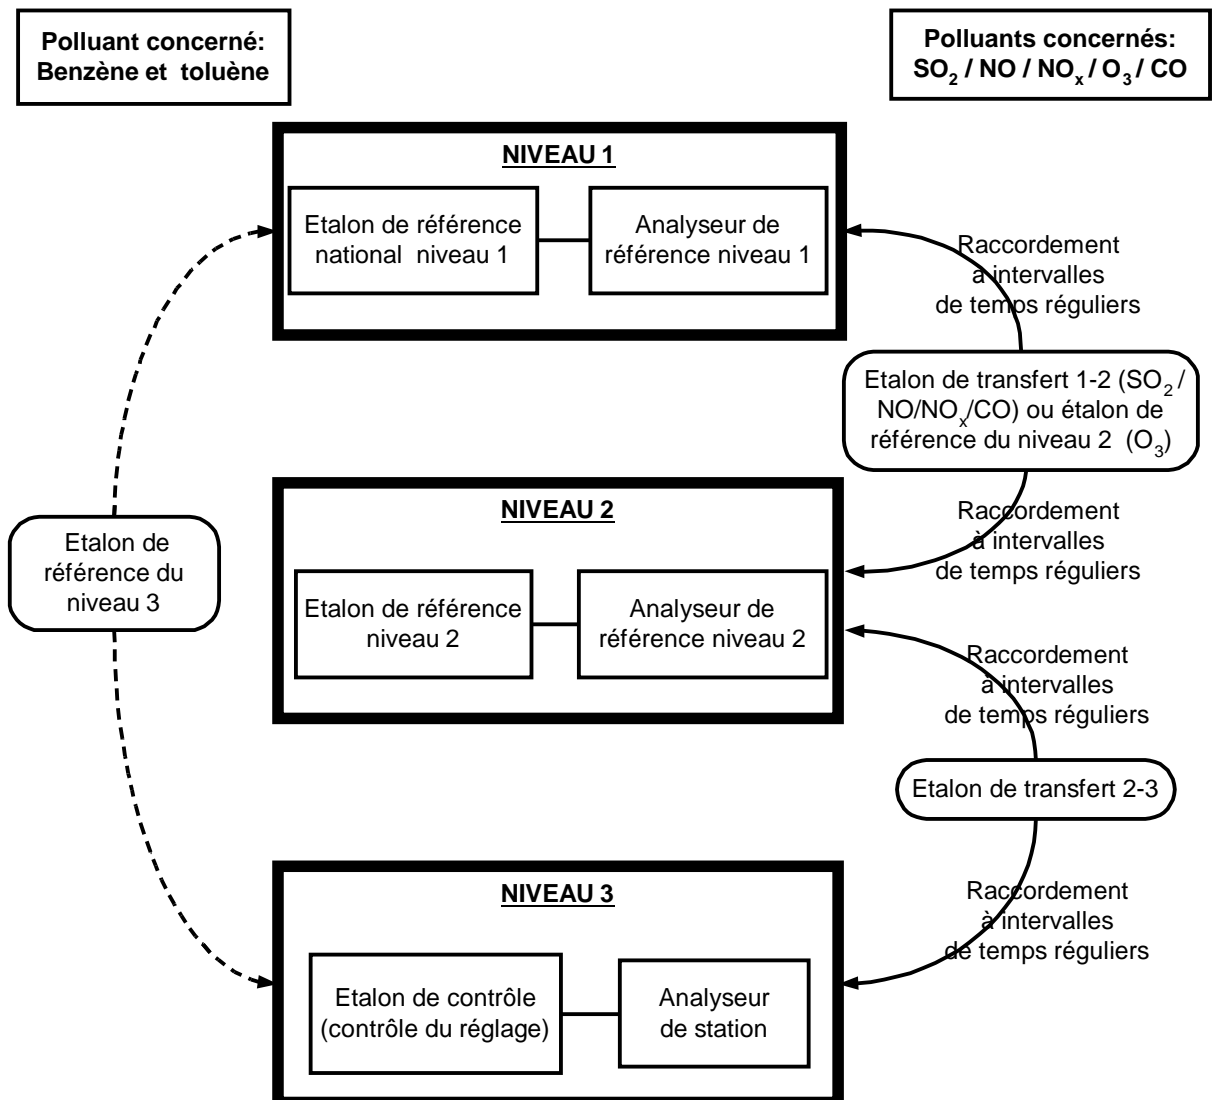 Polluant concerné:
Benzène et toluène
Polluants concernés:
SO2 / NO / NOx / O3 / CO
NIVEAU 1
Etalon de référence
national niveau 1
Analyseur de
référence niveau 1
Raccordement
à intervalles
de temps réguliers
Etalon de transfert 1-2 (SO2 /
NO/NOx/CO) ou étalon de
référence du niveau 2 (O3)
Raccordement
à intervalles
de temps réguliers
NIVEAU 2
Etalon de référence
niveau 2
Analyseur de
référence niveau 2
Etalon de
référence du
niveau 3
Raccordement
à intervalles
de temps réguliers
Etalon de transfert 2-3
Raccordement
à intervalles
de temps réguliers
NIVEAU 3
Etalon de contrôle
(contrôle du réglage)
Analyseur
de station